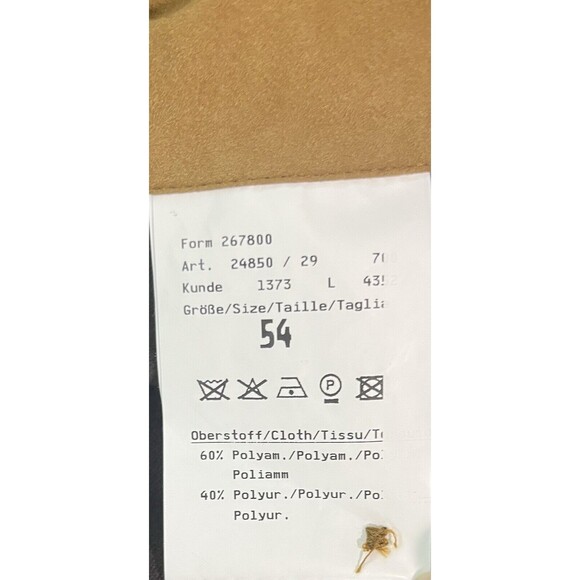 Form 267800
Art. 24850 / 29
Kunde 1373 L
Größe/Size/Taille/Taglia
54
P
Oberstoff/Cloth/Tissu/
60% Polyam./Polyam./
Poliamm
40% Polyur./Polyur./
Polyur.